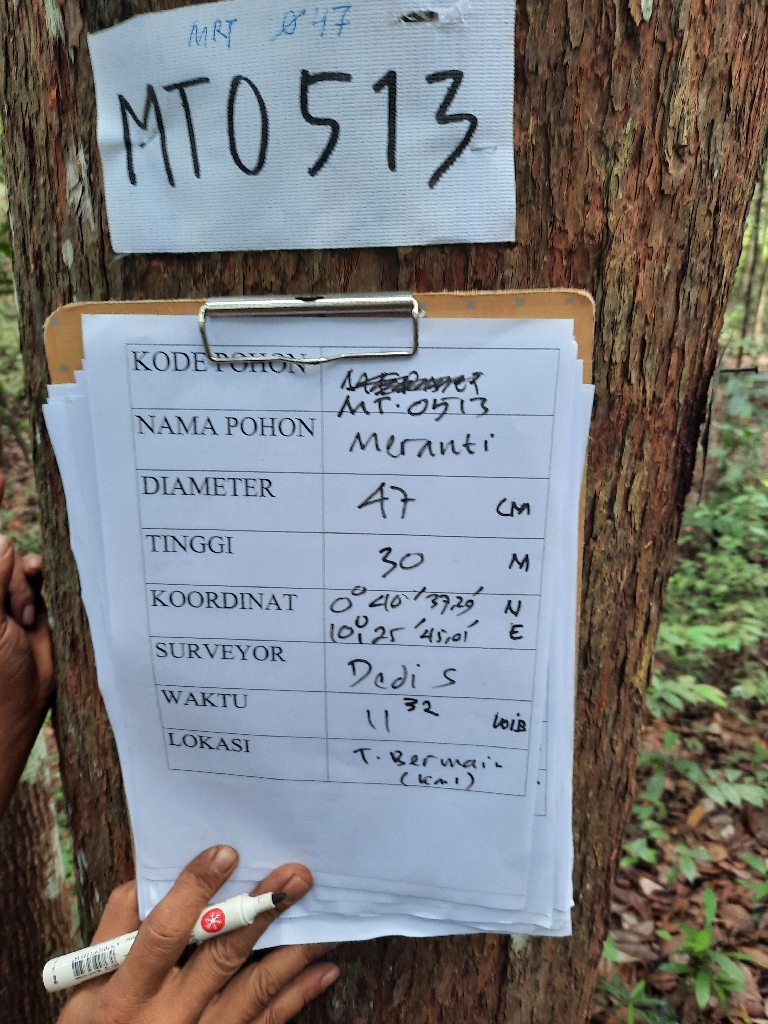 MRT Ø47
MT0513
KODE POHON MT.0513
NAMA POHON Meranti
DIAMETER 47 CM
TINGGI 30 M
KOORDINAT 0° 40' 37,29' N
101° 25' 45,01' E
SURVEYOR Dedi S
WAKTU 11 32 WIB
LOKASI T. Bermain
(km1)